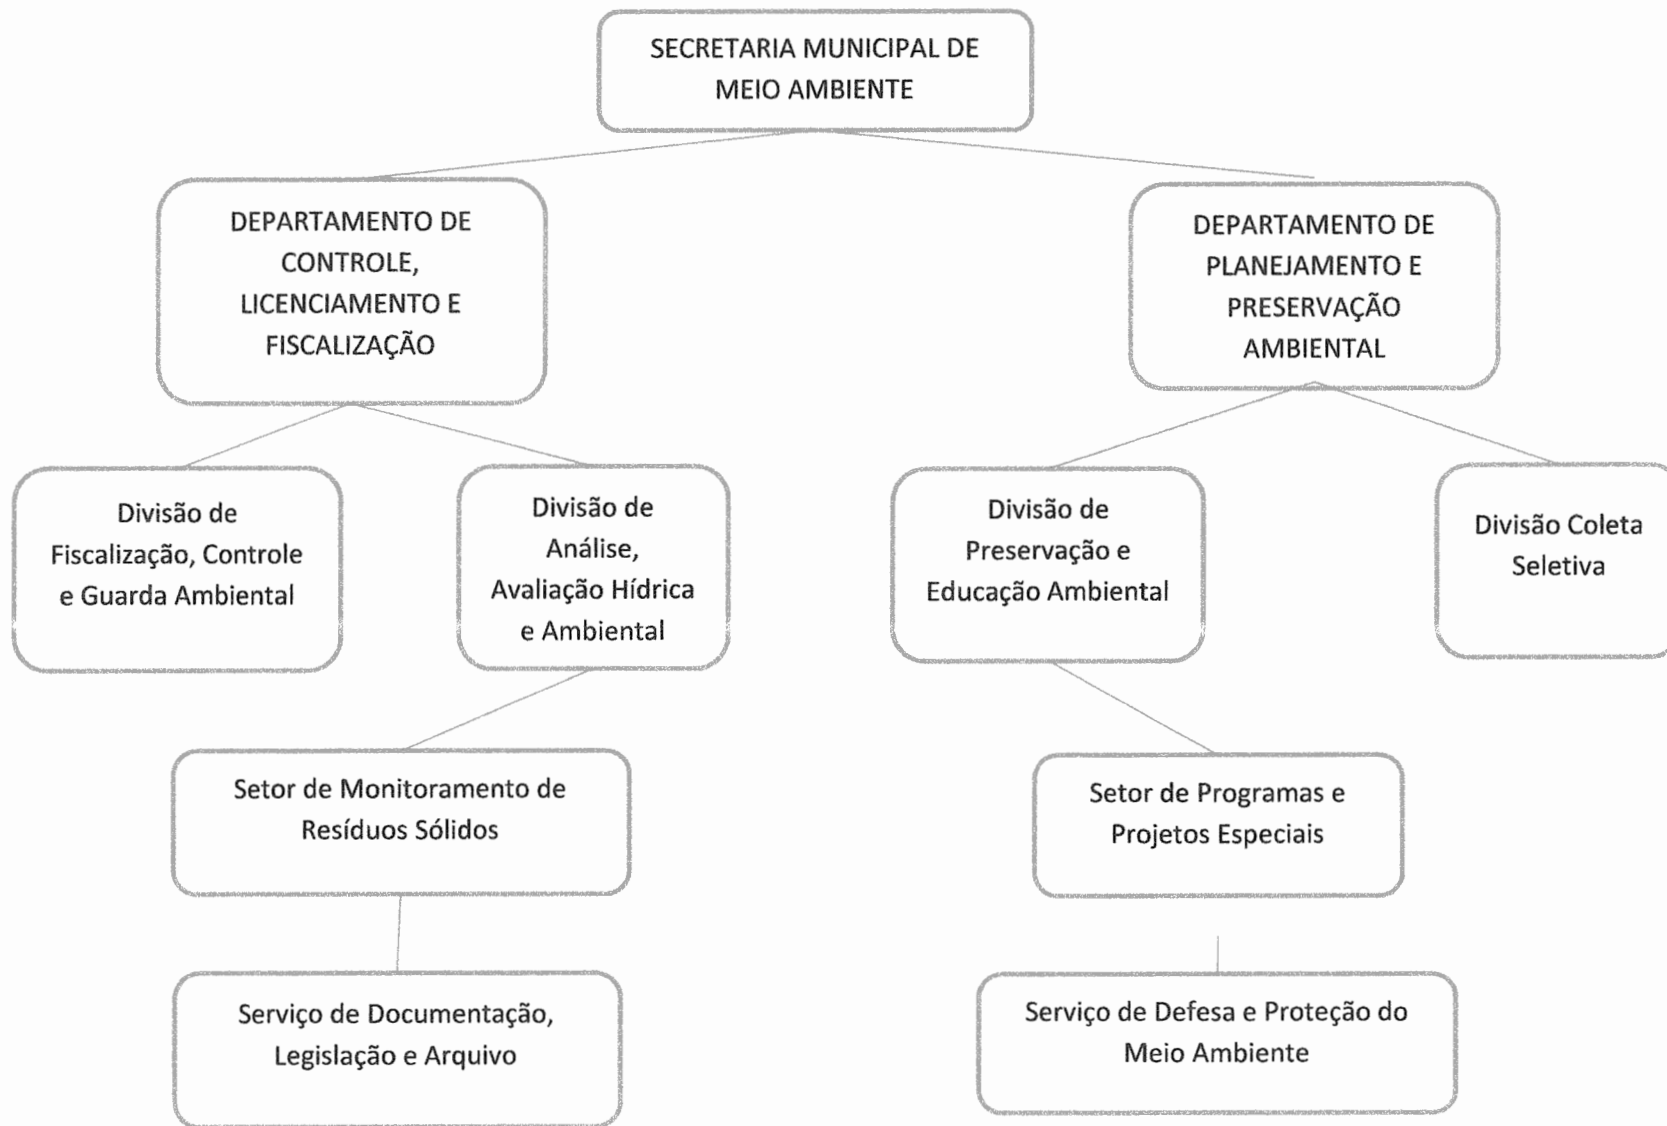 SECRETARIA MUNICIPAL DE
MEIO AMBIENTE
DEPARTAMENTO DE
CONTROLE,
LICENCIAMENTO E
FISCALIZAÇÃO
DEPARTAMENTO DE
PLANEJAMENTO E
PRESERVAÇÃO
AMBIENTAL
Divisão de
Fiscalização, Controle
e Guarda Ambiental
Divisão de
Análise,
Avaliação Hídrica
e Ambiental
Divisão de
Preservação e
Educação Ambiental
Divisão Coleta
Seletiva
Setor de Monitoramento de
Resíduos Sólidos
Setor de Programas e
Projetos Especiais
Serviço de Documentação,
Legislação e Arquivo
Serviço de Defesa e Proteção do
Meio Ambiente